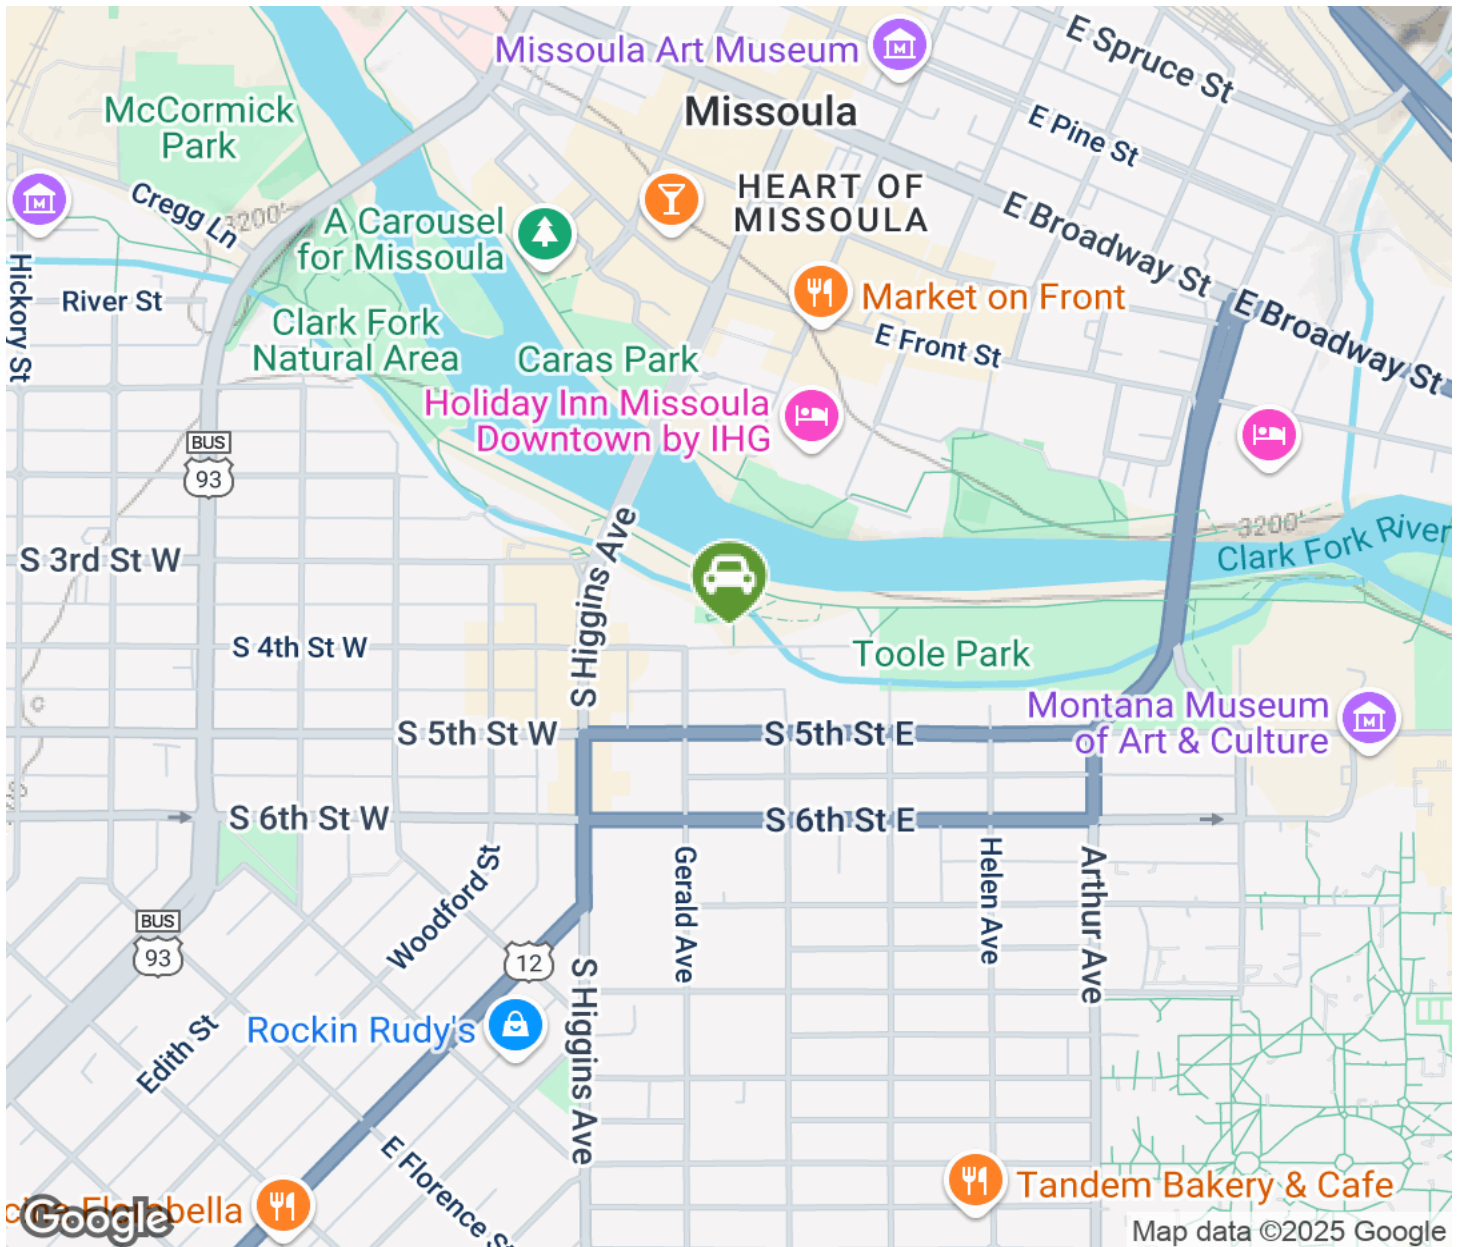 Missoula Art Museum
E Spruce St
McCormick
Park
Missoula
E Pine St
Cregg Ln
3200'
A Carousel
for Missoula
HEART OF
MISSOULA
E Broadway St
Hickory St
River St
Clark Fork
Natural Area
Market on Front
E Broadway St
E Front St
Caras Park
Holiday Inn Missoula
Downtown by IHG
BUS
93
S Higgins Ave
3200'
Clark Fork River
S 3rd St W
S 4th St W
Toole Park
Montana Museum
of Art & Culture
S 5th St W
S 5th St E
S 6th St W
S 6th St E
Woodford St
Gerald Ave
Helen Ave
Arthur Ave
BUS
93
12
S Higgins Ave
Rockin Rudy's
Edith St
E Florence St
Tandem Bakery & Cafe
Google
Map data ©2025 Google